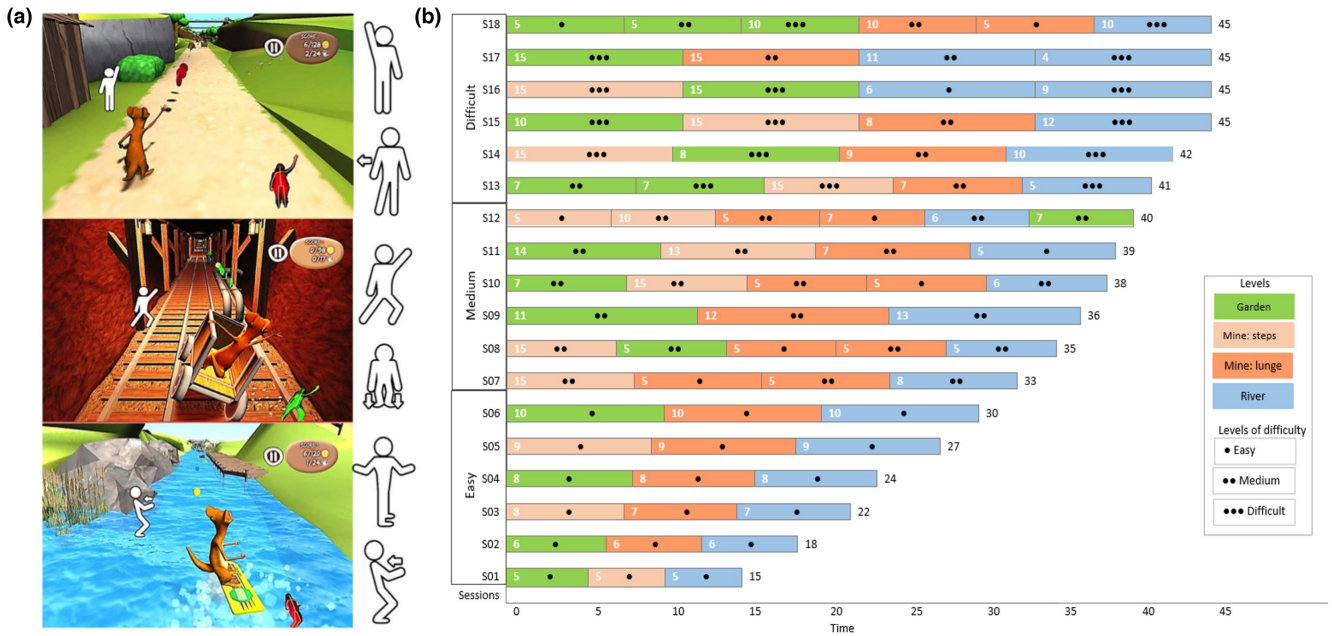 (a)
SCORE
6/128
2/24
SCORE
0/98
0/17
SCORE
6/20
1/24
(b)
Difficult
Medium
Easy
S18 5 5 10 10 5 10 45
S17 15 15 11 4 45
S16 15 15 6 9 45
S15 10 15 8 12 45
S14 15 8 9 10 42
S13 7 7 15 7 5 41
S12 5 10 5 7 6 7 40
S11 14 13 7 5 39
S10 7 15 5 5 6 38
S09 11 12 13 36
S08 15 5 5 5 5 35
S07 15 5 5 8 33
S06 10 10 10 30
S05 9 9 9 27
S04 8 8 8 24
S03 8 7 7 22
S02 6 6 6 18
S01 5 5 5 15
Sessions 0 5 10 15 20 25 30 35 40 45
Time
Levels
Garden
Mine: steps
Mine: lunge
River
Levels of difficulty
Easy
Medium
Difficult